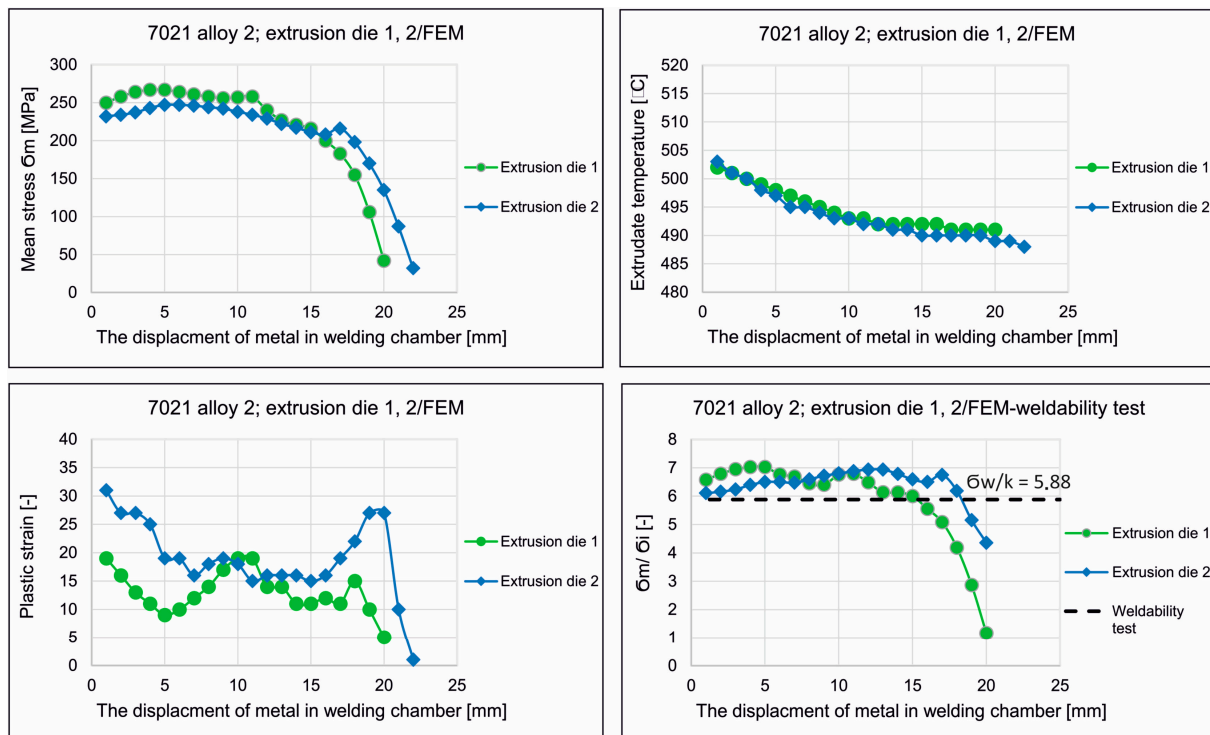 7021 alloy 2; extrusion die 1, 2/FEM
300
250
200
150
100
50
0
0 5 10 15 20 25
Mean stress Ϭm [MPa]
The displacment of metal in welding chamber [mm]
Extrusion die 1
Extrusion die 2
7021 alloy 2; extrusion die 1, 2/FEM
520
515
510
505
500
495
490
485
480
0 5 10 15 20 25
Extrudate temperature [□C]
The displacment of metal in welding chamber [mm]
Extrusion die 1
Extrusion die 2
7021 alloy 2; extrusion die 1, 2/FEM
40
35
30
25
20
15
10
5
0
0 5 10 15 20 25
Plastic strain [-]
The displacment of metal in welding chamber [mm]
Extrusion die 1
Extrusion die 2
7021 alloy 2; extrusion die 1, 2/FEM-weldability test
8
7
6
5
4
3
2
1
0
0 5 10 15 20 25
Ϭm/ Ϭi [-]
Ϭw/k = 5.88
The displacment of metal in welding chamber [mm]
Extrusion die 1
Extrusion die 2
Weldability
test